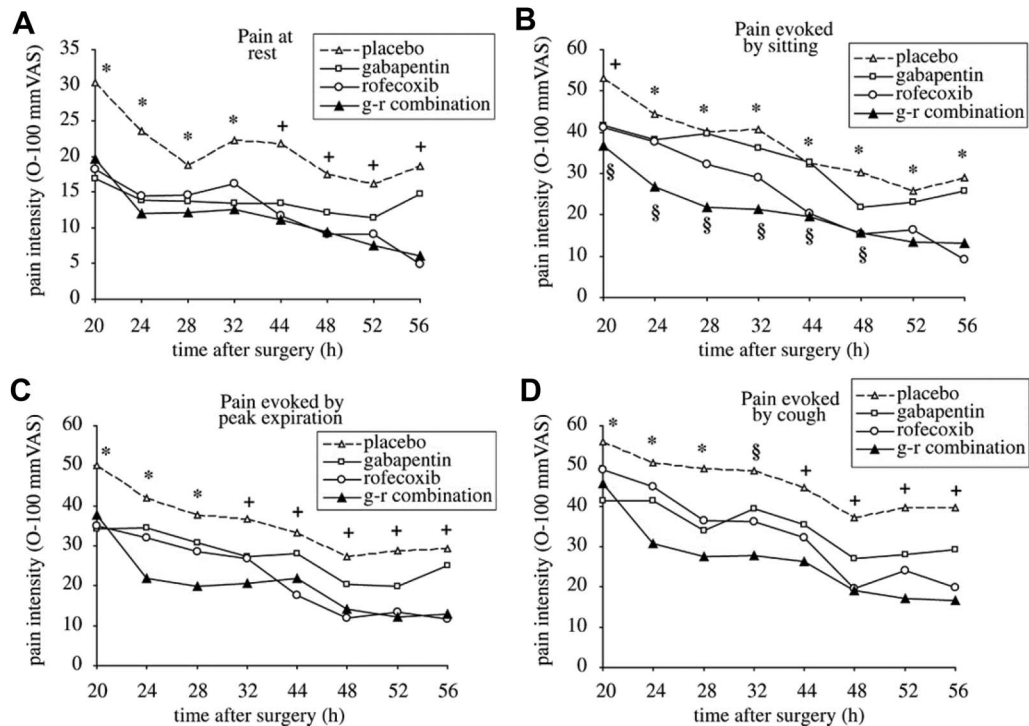 A
Pain at
rest
placebo
gabapentin
rofecoxib
g-r combination
pain intensity (O-100 mmVAS)
35
30
25
20
15
10
5
0
* * * * + + + +
20 24 28 32 44 48 52 56
time after surgery (h)
B
Pain evoked
by sitting
placebo
gabapentin
rofecoxib
g-r combination
pain intensity (O-100 mmVAS)
60
50
40
30
20
10
0
+ * * * * * * *
§ § § § § §
20 24 28 32 44 48 52 56
time after surgery (h)
C
Pain evoked by
peak expiration
placebo
gabapentin
rofecoxib
g-r combination
pain intensity (O-100 mmVAS)
60
50
40
30
20
10
0
* * * + + + + +
20 24 28 32 44 48 52 56
time after surgery (h)
D
Pain evoked
by cough
placebo
gabapentin
rofecoxib
g-r combination
pain intensity (O-100 mmVAS)
60
50
40
30
20
10
0
* * * § + + + +
20 24 28 32 44 48 52 56
time after surgery (h)